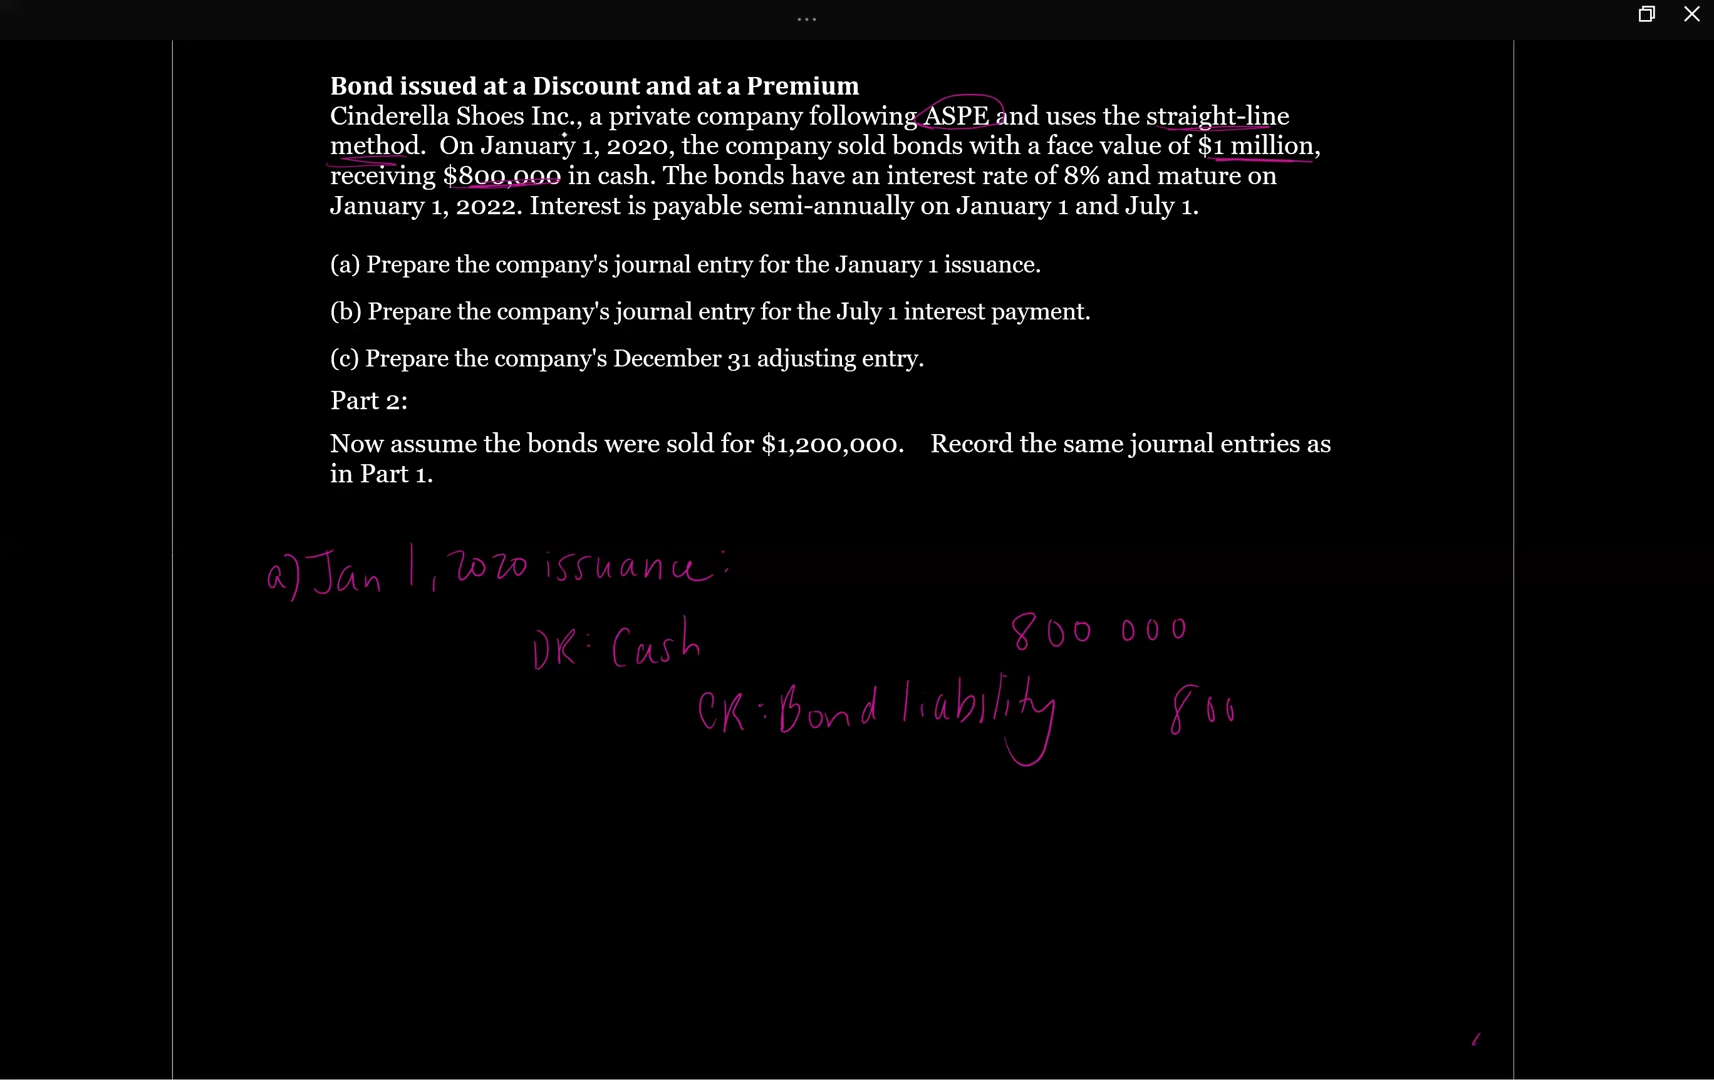 Bond issued at a Discount and at a Premium
Cinderella Shoes Inc., a private company following ASPE and uses the straight-line
method. On January 1, 2020, the company sold bonds with a face value of $1 million,
receiving $800,000 in cash. The bonds have an interest rate of 8% and mature on
January 1, 2022. Interest is payable semi-annually on January 1 and July 1.
(a) Prepare the company's journal entry for the January 1 issuance.
(b) Prepare the company's journal entry for the July 1 interest payment.
(c) Prepare the company's December 31 adjusting entry.
Part 2:
Now assume the bonds were sold for $1,200,000. Record the same journal entries as
in Part 1.
a) Jan 1, 2020 issuance:
DR: Cash 800 000
CR: Bond liability 800